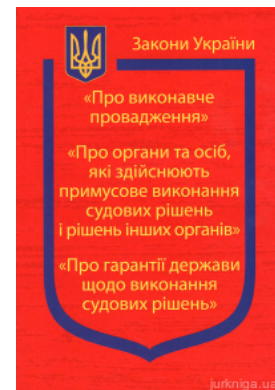 Закони України
«Про виконавче
провадження»
«Про органи та осіб,
які здійснюють
примусове виконання
судових рішень
і рішень інших органів»
«Про гарантії держави
щодо виконання
судових рішень»
jurkniga.ua